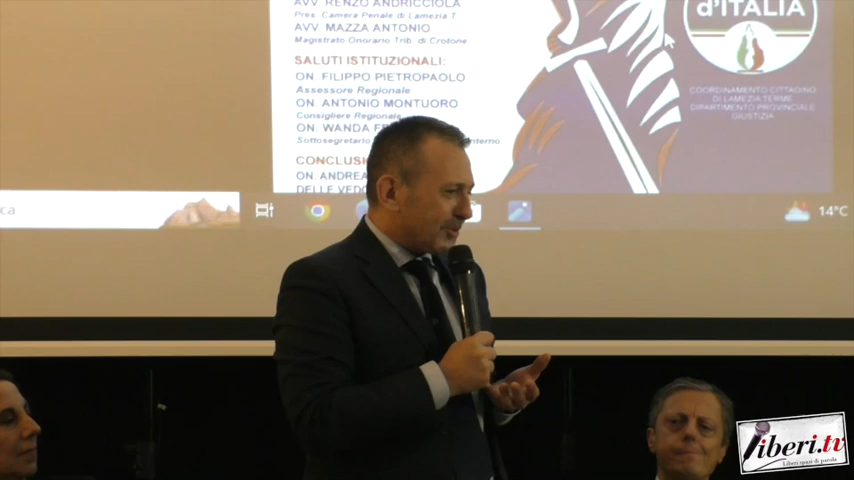 AVV. RENZO ANDRICCIOLA
Pres. Camera Penale di Lamezia T
AVV. MAZZA ANTONIO
Magistrato Onorario Trib. di Crotone
SALUTI ISTITUZIONALI:
ON. FILIPPO PIETROPAOLO
Assessore Regionale
ON. ANTONIO MONTUORO
Consigliere Regionale
ON. WANDA
Sottosegretario
CONCLUSI
ON. ANDREA
DELLE VEDO
d'ITALIA
COORDINAMENTO CITTADINO
DI LAMEZIA TERME
DIPARTIMENTO PROVINCIALE
GIUSTIZIA
ca
14°C
Liberi.tv
Liberi spazi di parola